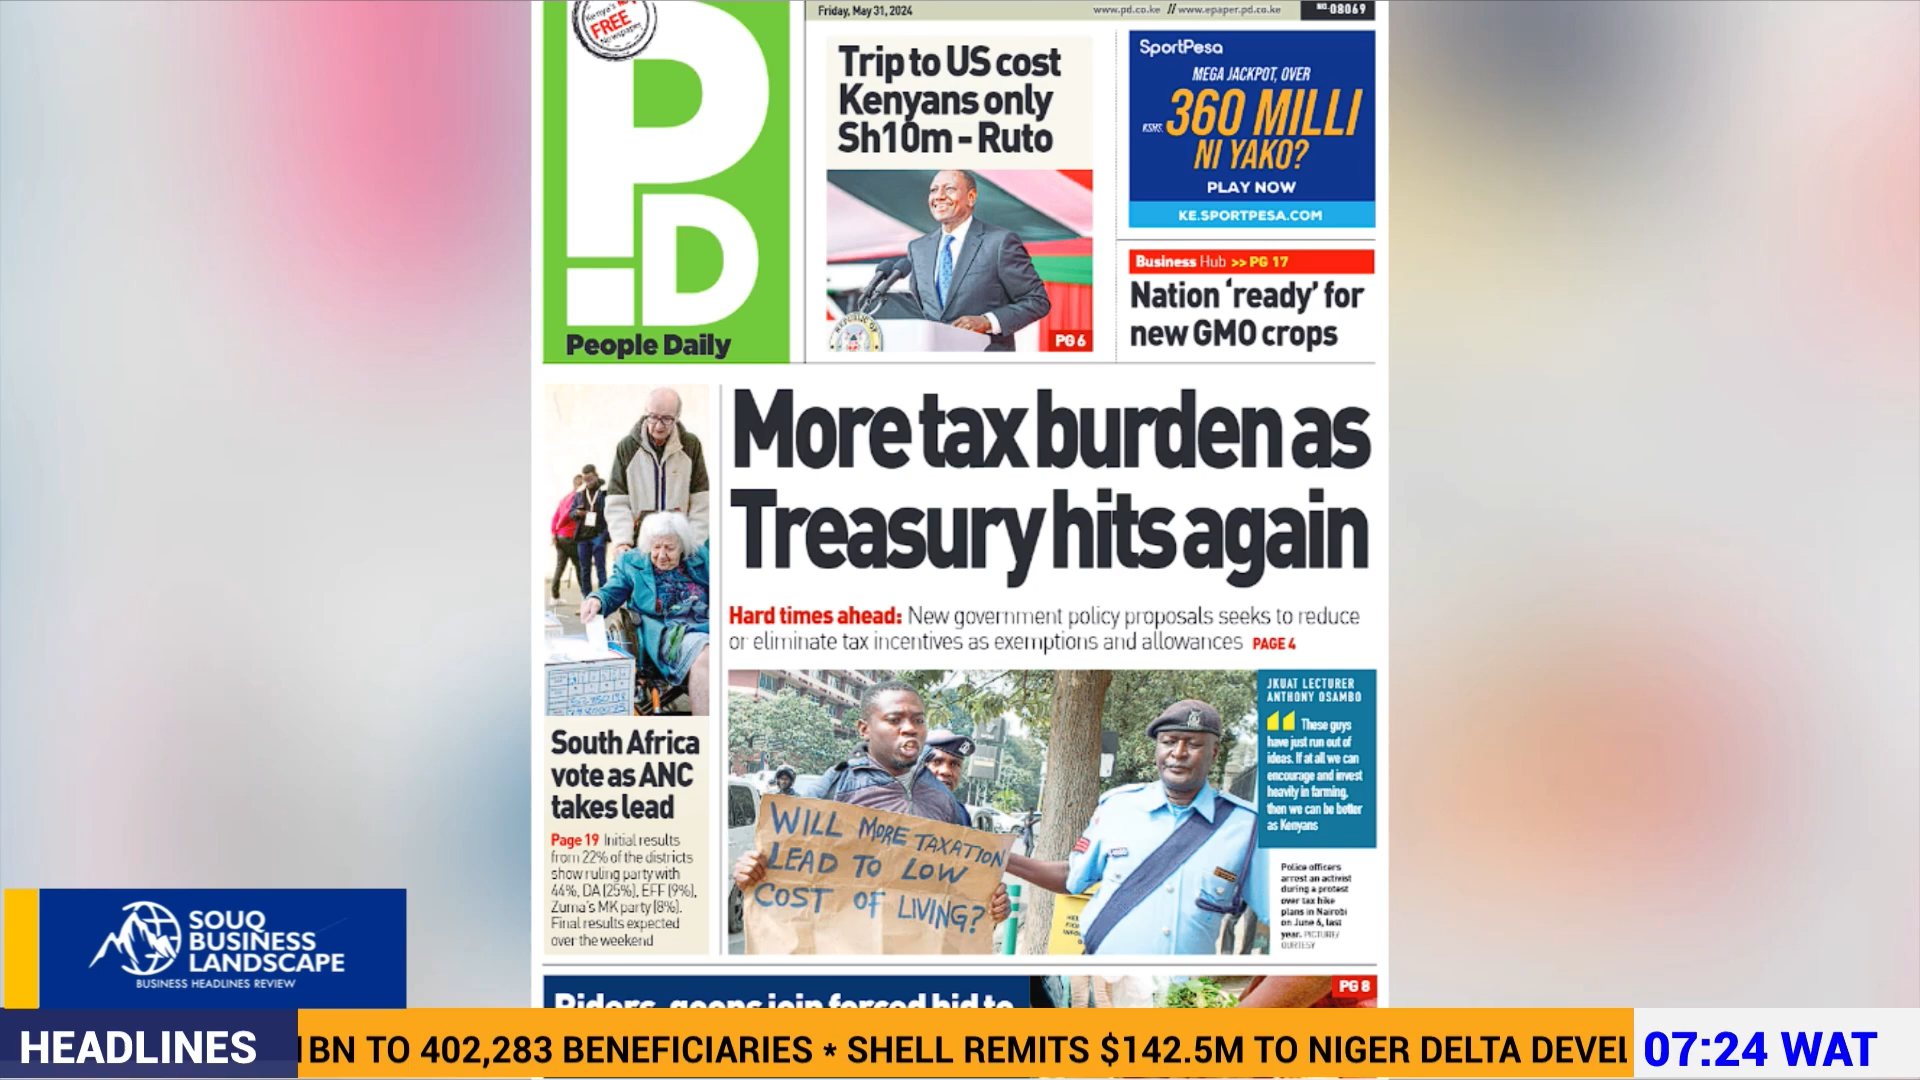 Kenya's
FREE
Newspaper
PD
People Daily
Friday, May 31, 2024
www.pd.co.ke // www.epaper.pd.co.ke
NO. 08069
Trip to US cost
Kenyans only
Sh10m - Ruto
PG 6
SportPesa
MEGA JACKPOT, OVER
KSHS. 360 MILLI
NI YAKO?
PLAY NOW
KE.SPORTPESA.COM
Business Hub >> PG 17
Nation ‘ready’ for
new GMO crops
More tax burden as
Treasury hits again
Hard times ahead: New government policy proposals seeks to reduce
or eliminate tax incentives as exemptions and allowances PAGE 4
South Africa
vote as ANC
takes lead
Page 19 Initial results
from 22% of the districts
show ruling party with
44%, DA (25%), EFF (9%),
Zuma's MK party (8%).
Final results expected
over the weekend
WILL MORE TAXATION
LEAD TO LOW
COST OF LIVING?
JKUAT LECTURER
ANTHONY OSAMBO
These guys
have just run out of
ideas. If at all we can
encourage and invest
heavily in farming,
then we can be better
as Kenyans
Police officers
arrest an activist
during a protest
over tax hike
plans in Nairobi
on June 6, last
year. PICTURE/
COURTESY
Riders, goons join forced bid to
PG 8
SOUQ
BUSINESS
LANDSCAPE
BUSINESS HEADLINES REVIEW
HEADLINES
1BN TO 402,283 BENEFICIARIES * SHELL REMITS $142.5M TO NIGER DELTA DEVEL
07:24 WAT